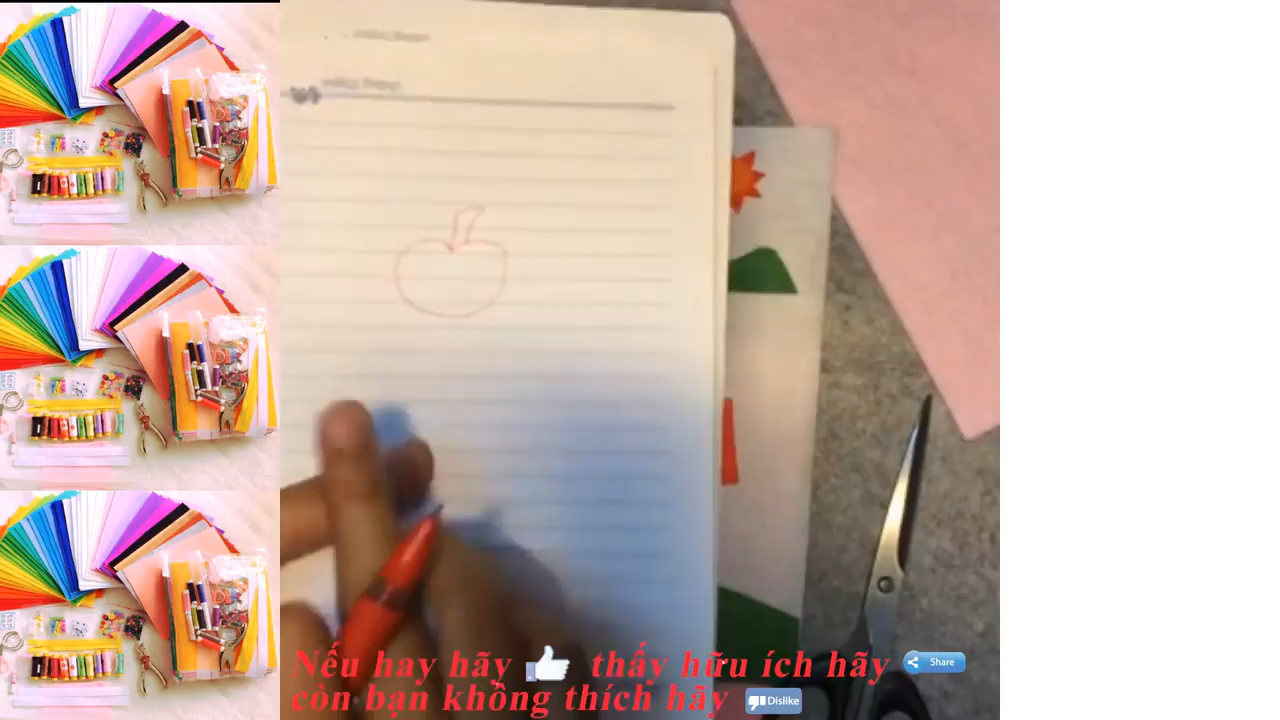 Nếu hay hãy thấy hữu ích hãy Share
còn bạn không thích hãy Dislike